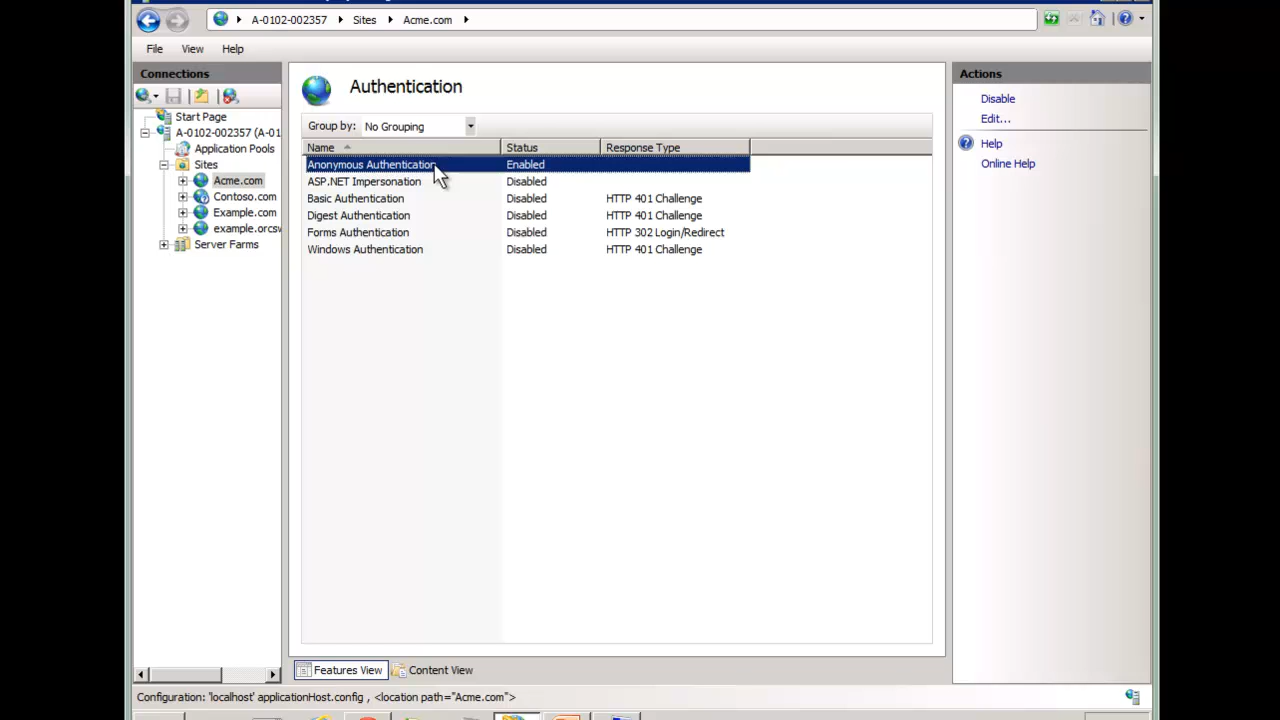 A-0102-002357 Sites Acme.com
File View Help
Connections
Start Page
A-0102-002357 (A-01
Application Pools
Sites
Acme.com
Contoso.com
Example.com
example.orcsw
Server Farms
Authentication
Group by: No Grouping
Name Status Response Type
Anonymous Authentication Enabled
ASP.NET Impersonation Disabled
Basic Authentication Disabled HTTP 401 Challenge
Digest Authentication Disabled HTTP 401 Challenge
Forms Authentication Disabled HTTP 302 Login/Redirect
Windows Authentication Disabled HTTP 401 Challenge
Features View Content View
Actions
Disable
Edit...
Help
Online Help
Configuration: 'localhost' applicationHost.config , <location path="Acme.com">